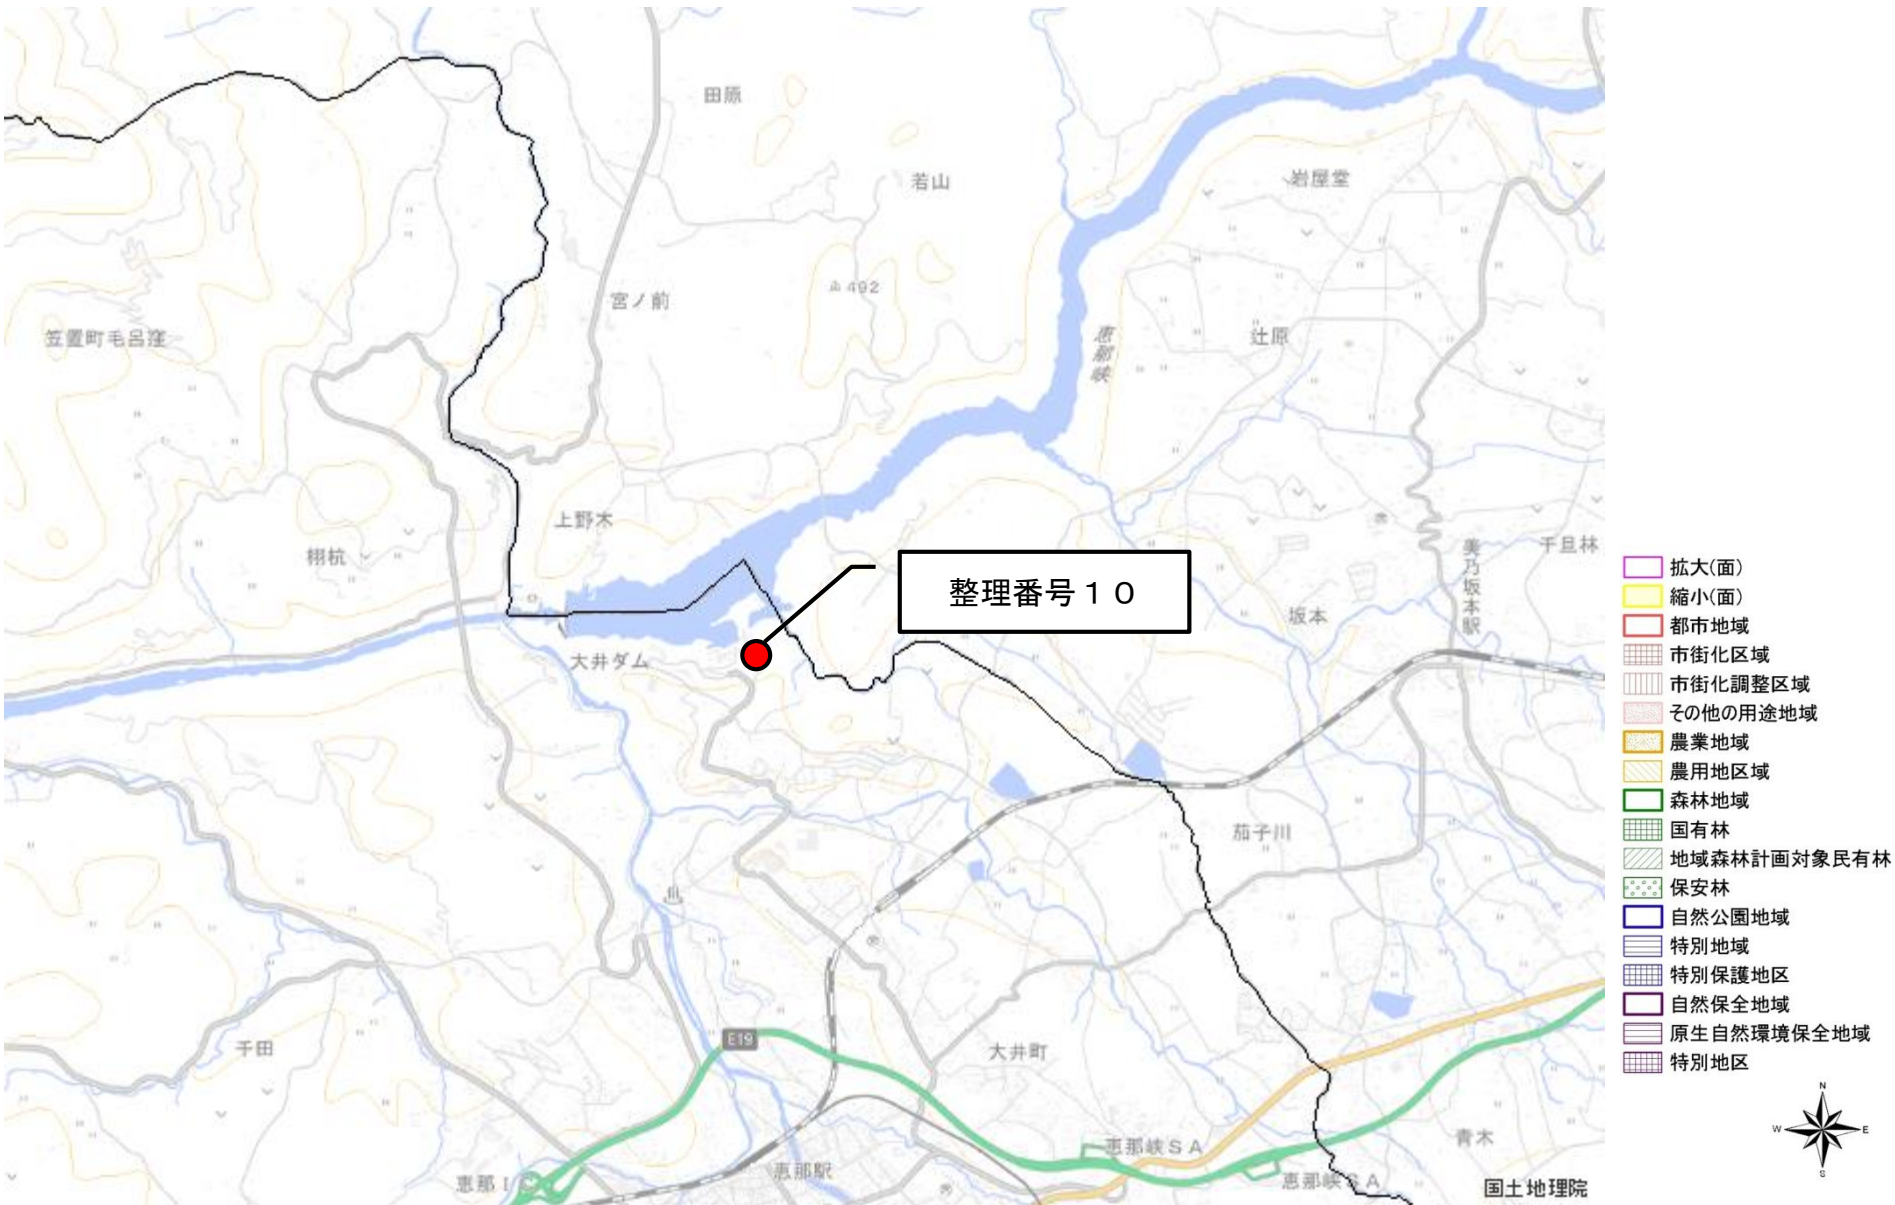 田原
若山
岩屋堂
492
宮ノ前
笠置町毛呂窪
恵那峡
辻原
上野木
栩杭
千旦林
美乃坂本駅
整理番号１０
坂本
大井ダム
茄子川
E19
千田
大井町
恵那峡ＳＡ
青木
恵那駅
恵那峡ＳＡ
国土地理院
拡大(面)
縮小(面)
都市地域
市街化区域
市街化調整区域
その他の用途地域
農業地域
農用地区域
森林地域
国有林
地域森林計画対象民有林
保安林
自然公園地域
特別地域
特別保護地区
自然保全地域
原生自然環境保全地域
特別地区
N
W E
S